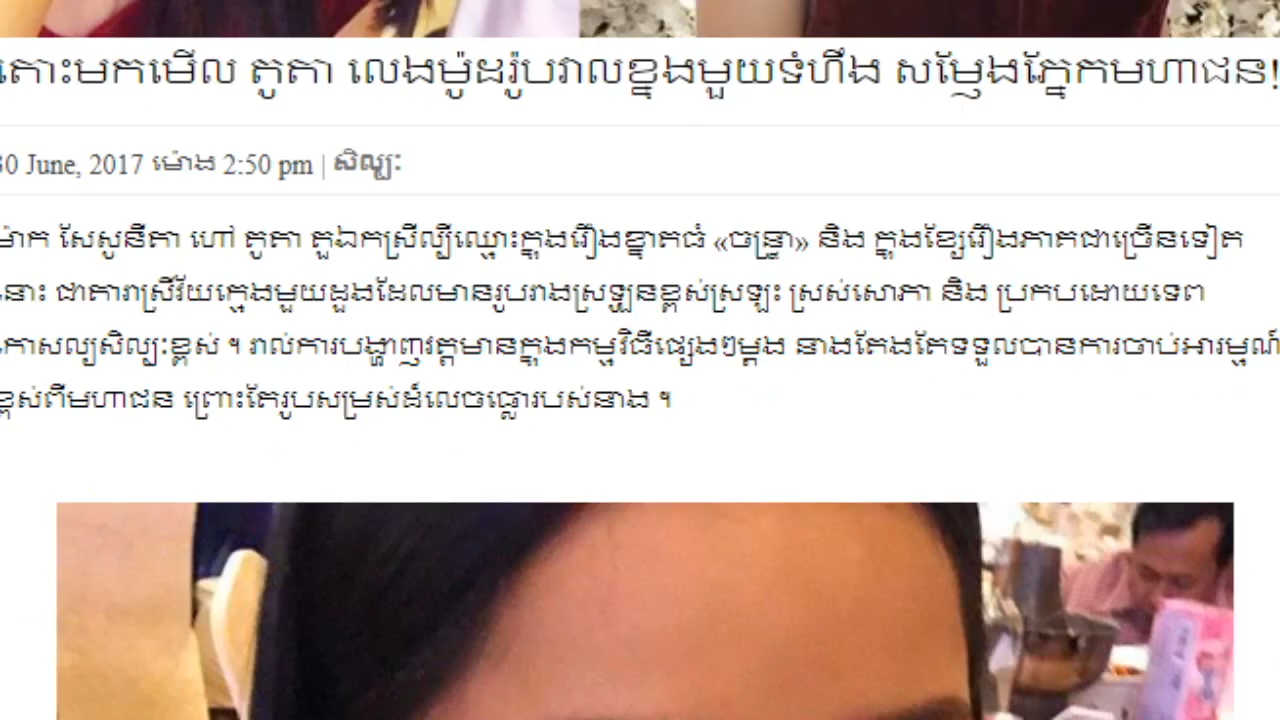 តោះមកមើល តូតា លេងម៉ូដរ៉ូបវាលខ្នងមួយទំហឹង សម្ញែងភ្នែកមហាជន!
30 June, 2017 ម៉ោង 2:50 pm | សិល្បៈ
ម៉ាក សែសូនីតា ហៅ តូតា តួឯកស្រីល្បីឈ្មោះក្នុងរឿងខ្នាតធំ «ចន្ទ្រា» និង ក្នុងខ្សែរឿងភាគជាច្រើនទៀត
នោះ ជាតារាស្រីវ័យក្មេងមួយដួងដែលមានរូបរាងស្រឡូនខ្ពស់ស្រឡះ ស្រស់សោភា និង ប្រកបដោយទេព
កោសល្យសិល្បៈខ្ពស់ ។ រាល់ការបង្ហាញវត្តមានក្នុងកម្មវិធីផ្សេងៗម្ដង នាងតែងតែទទួលបានការចាប់អារម្មណ៍
ខ្ពស់ពីមហាជន ព្រោះតែរូបសម្រស់ដ៏លេចធ្លោរបស់នាង ។